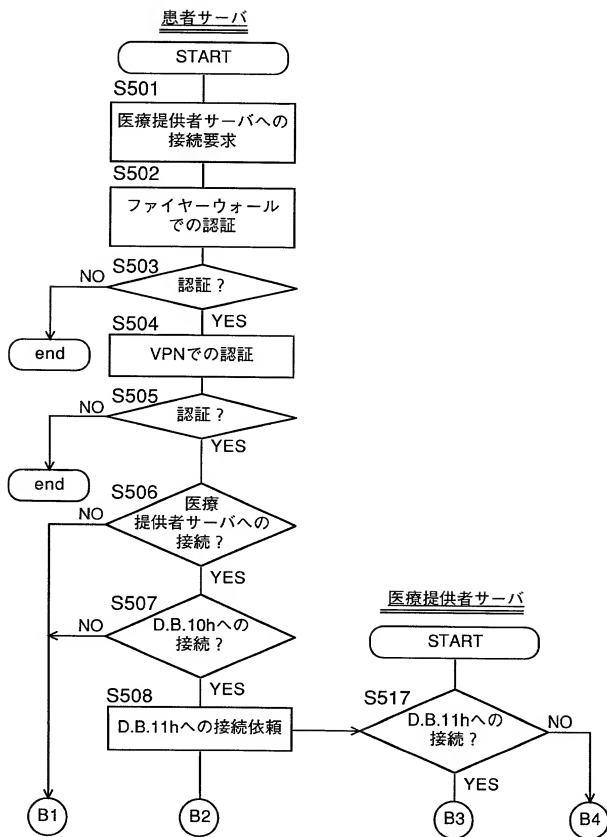 患者サーバ
START
S501
医療提供者サーバへの
接続要求
S502
ファイヤーウォール
での認証
S503
NO
認証？
YES
end
S504
VPNでの認証
S505
NO
認証？
YES
end
S506
NO
医療
提供者サーバへの
接続？
YES
S507
NO
D.B.10hへの
接続？
YES
S508
D.B.11hへの接続依頼
医療提供者サーバ
START
S517
D.B.11hへの
接続？
NO
YES
B1
B2
B3
B4